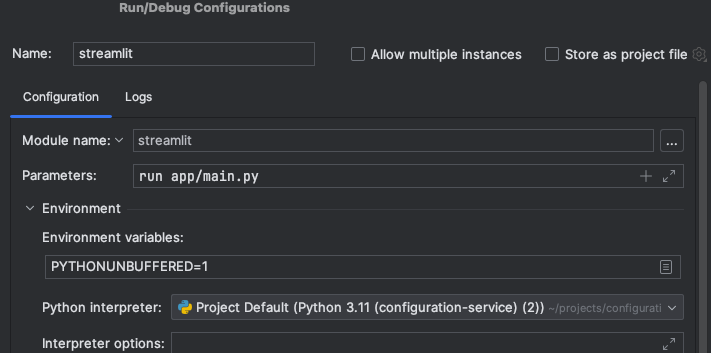 Run/Debug Configurations
Name: streamlit Allow multiple instances Store as project file
Configuration Logs
Module name: streamlit ...
Parameters: run app/main.py
Environment
Environment variables:
PYTHONUNBUFFERED=1
Python interpreter: Project Default (Python 3.11 (configuration-service) (2)) ~/projects/configurati
Interpreter options: